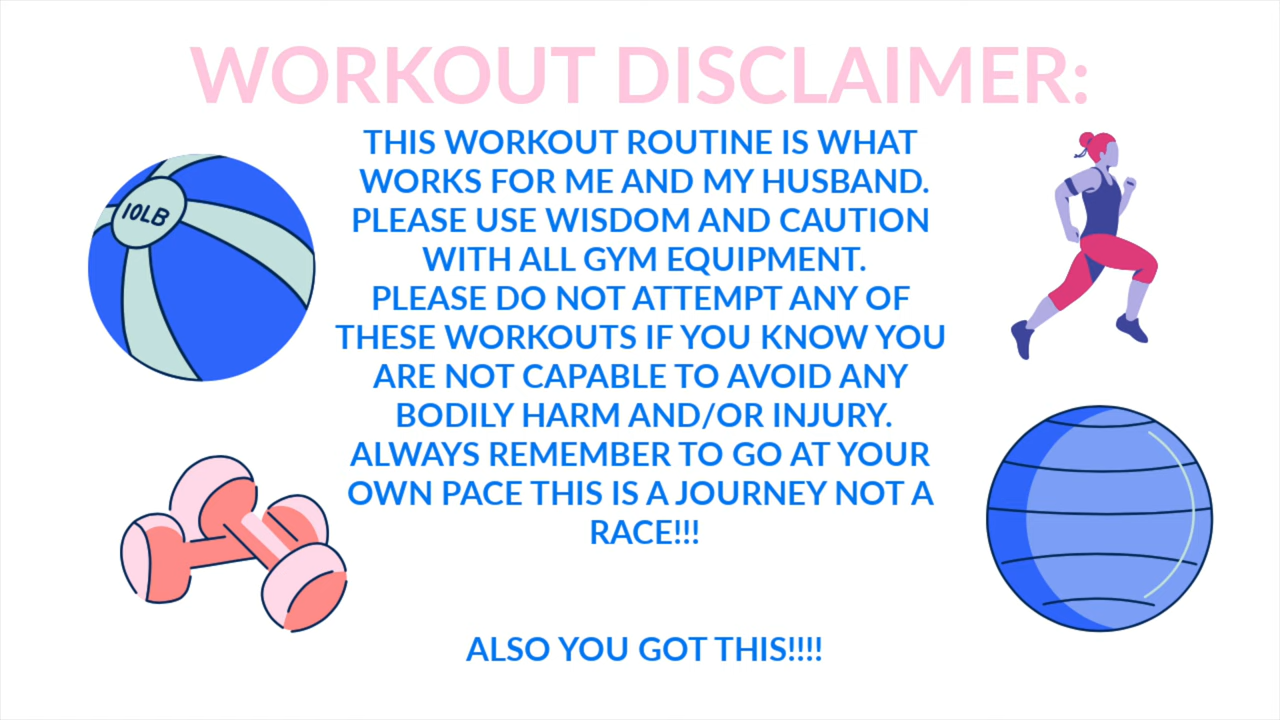 WORKOUT DISCLAIMER:
THIS WORKOUT ROUTINE IS WHAT
WORKS FOR ME AND MY HUSBAND.
PLEASE USE WISDOM AND CAUTION
WITH ALL GYM EQUIPMENT.
PLEASE DO NOT ATTEMPT ANY OF
THESE WORKOUTS IF YOU KNOW YOU
ARE NOT CAPABLE TO AVOID ANY
BODILY HARM AND/OR INJURY.
ALWAYS REMEMBER TO GO AT YOUR
OWN PACE THIS IS A JOURNEY NOT A
RACE!!!
ALSO YOU GOT THIS!!!!
10LB